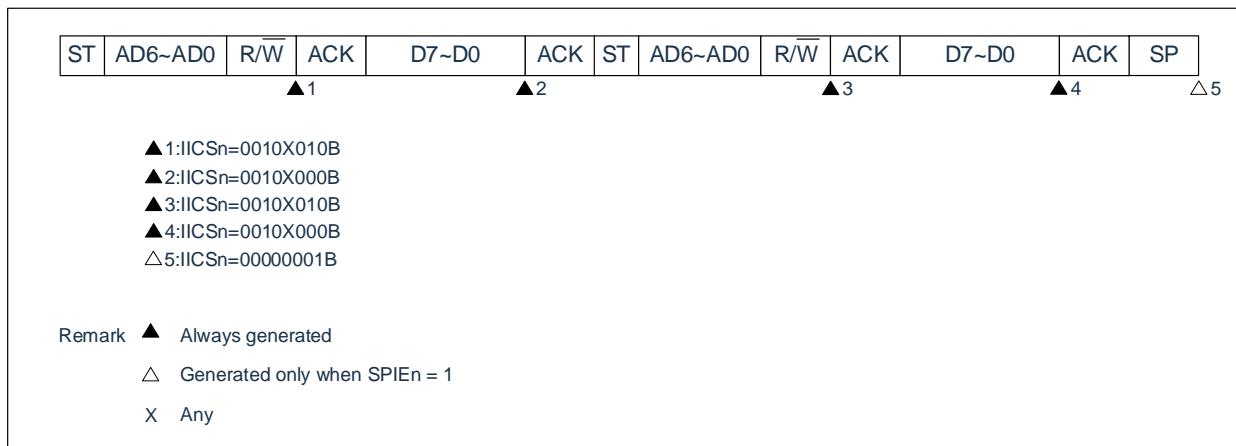 ST AD6~AD0 R/W̅ ACK D7~D0 ACK ST AD6~AD0 R/W̅ ACK D7~D0 ACK SP
▲1 ▲2 ▲3 ▲4 △5
▲1:IICSn=0010X010B
▲2:IICSn=0010X000B
▲3:IICSn=0010X010B
▲4:IICSn=0010X000B
△5:IICSn=00000001B
Remark ▲ Always generated
△ Generated only when SPIEn = 1
X Any